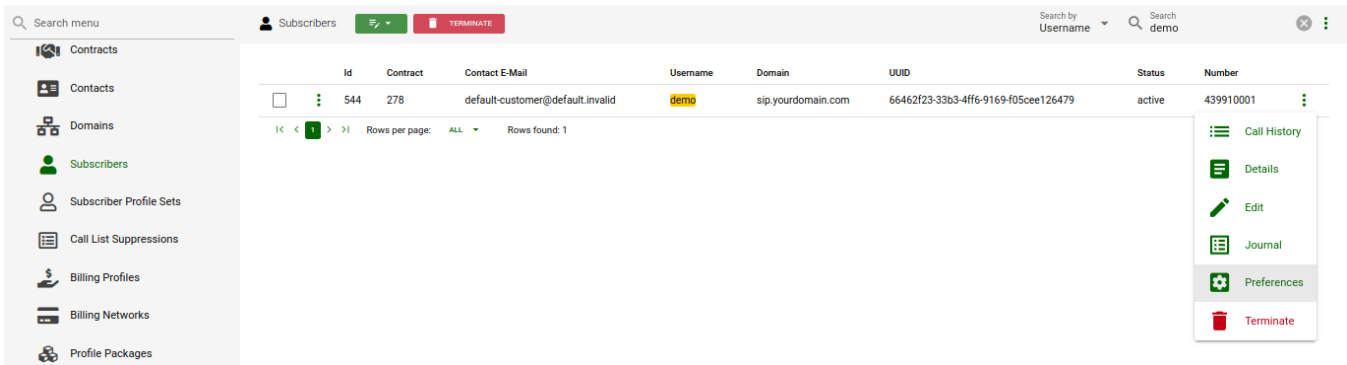 Search menu
Contracts
Contacts
Domains
Subscribers
Subscriber Profile Sets
Call List Suppressions
Billing Profiles
Billing Networks
Profile Packages
Subscribers
TERMINATE
Search by
Username
Search
demo
Id Contract Contact E-Mail Username Domain UUID Status Number
544 278 default-customer@default.invalid demo sip.yourdomain.com 66462f23-33b3-4ff6-9169-f05cee126479 active 439910001
1 Rows per page: ALL Rows found: 1
Call History
Details
Edit
Journal
Preferences
Terminate